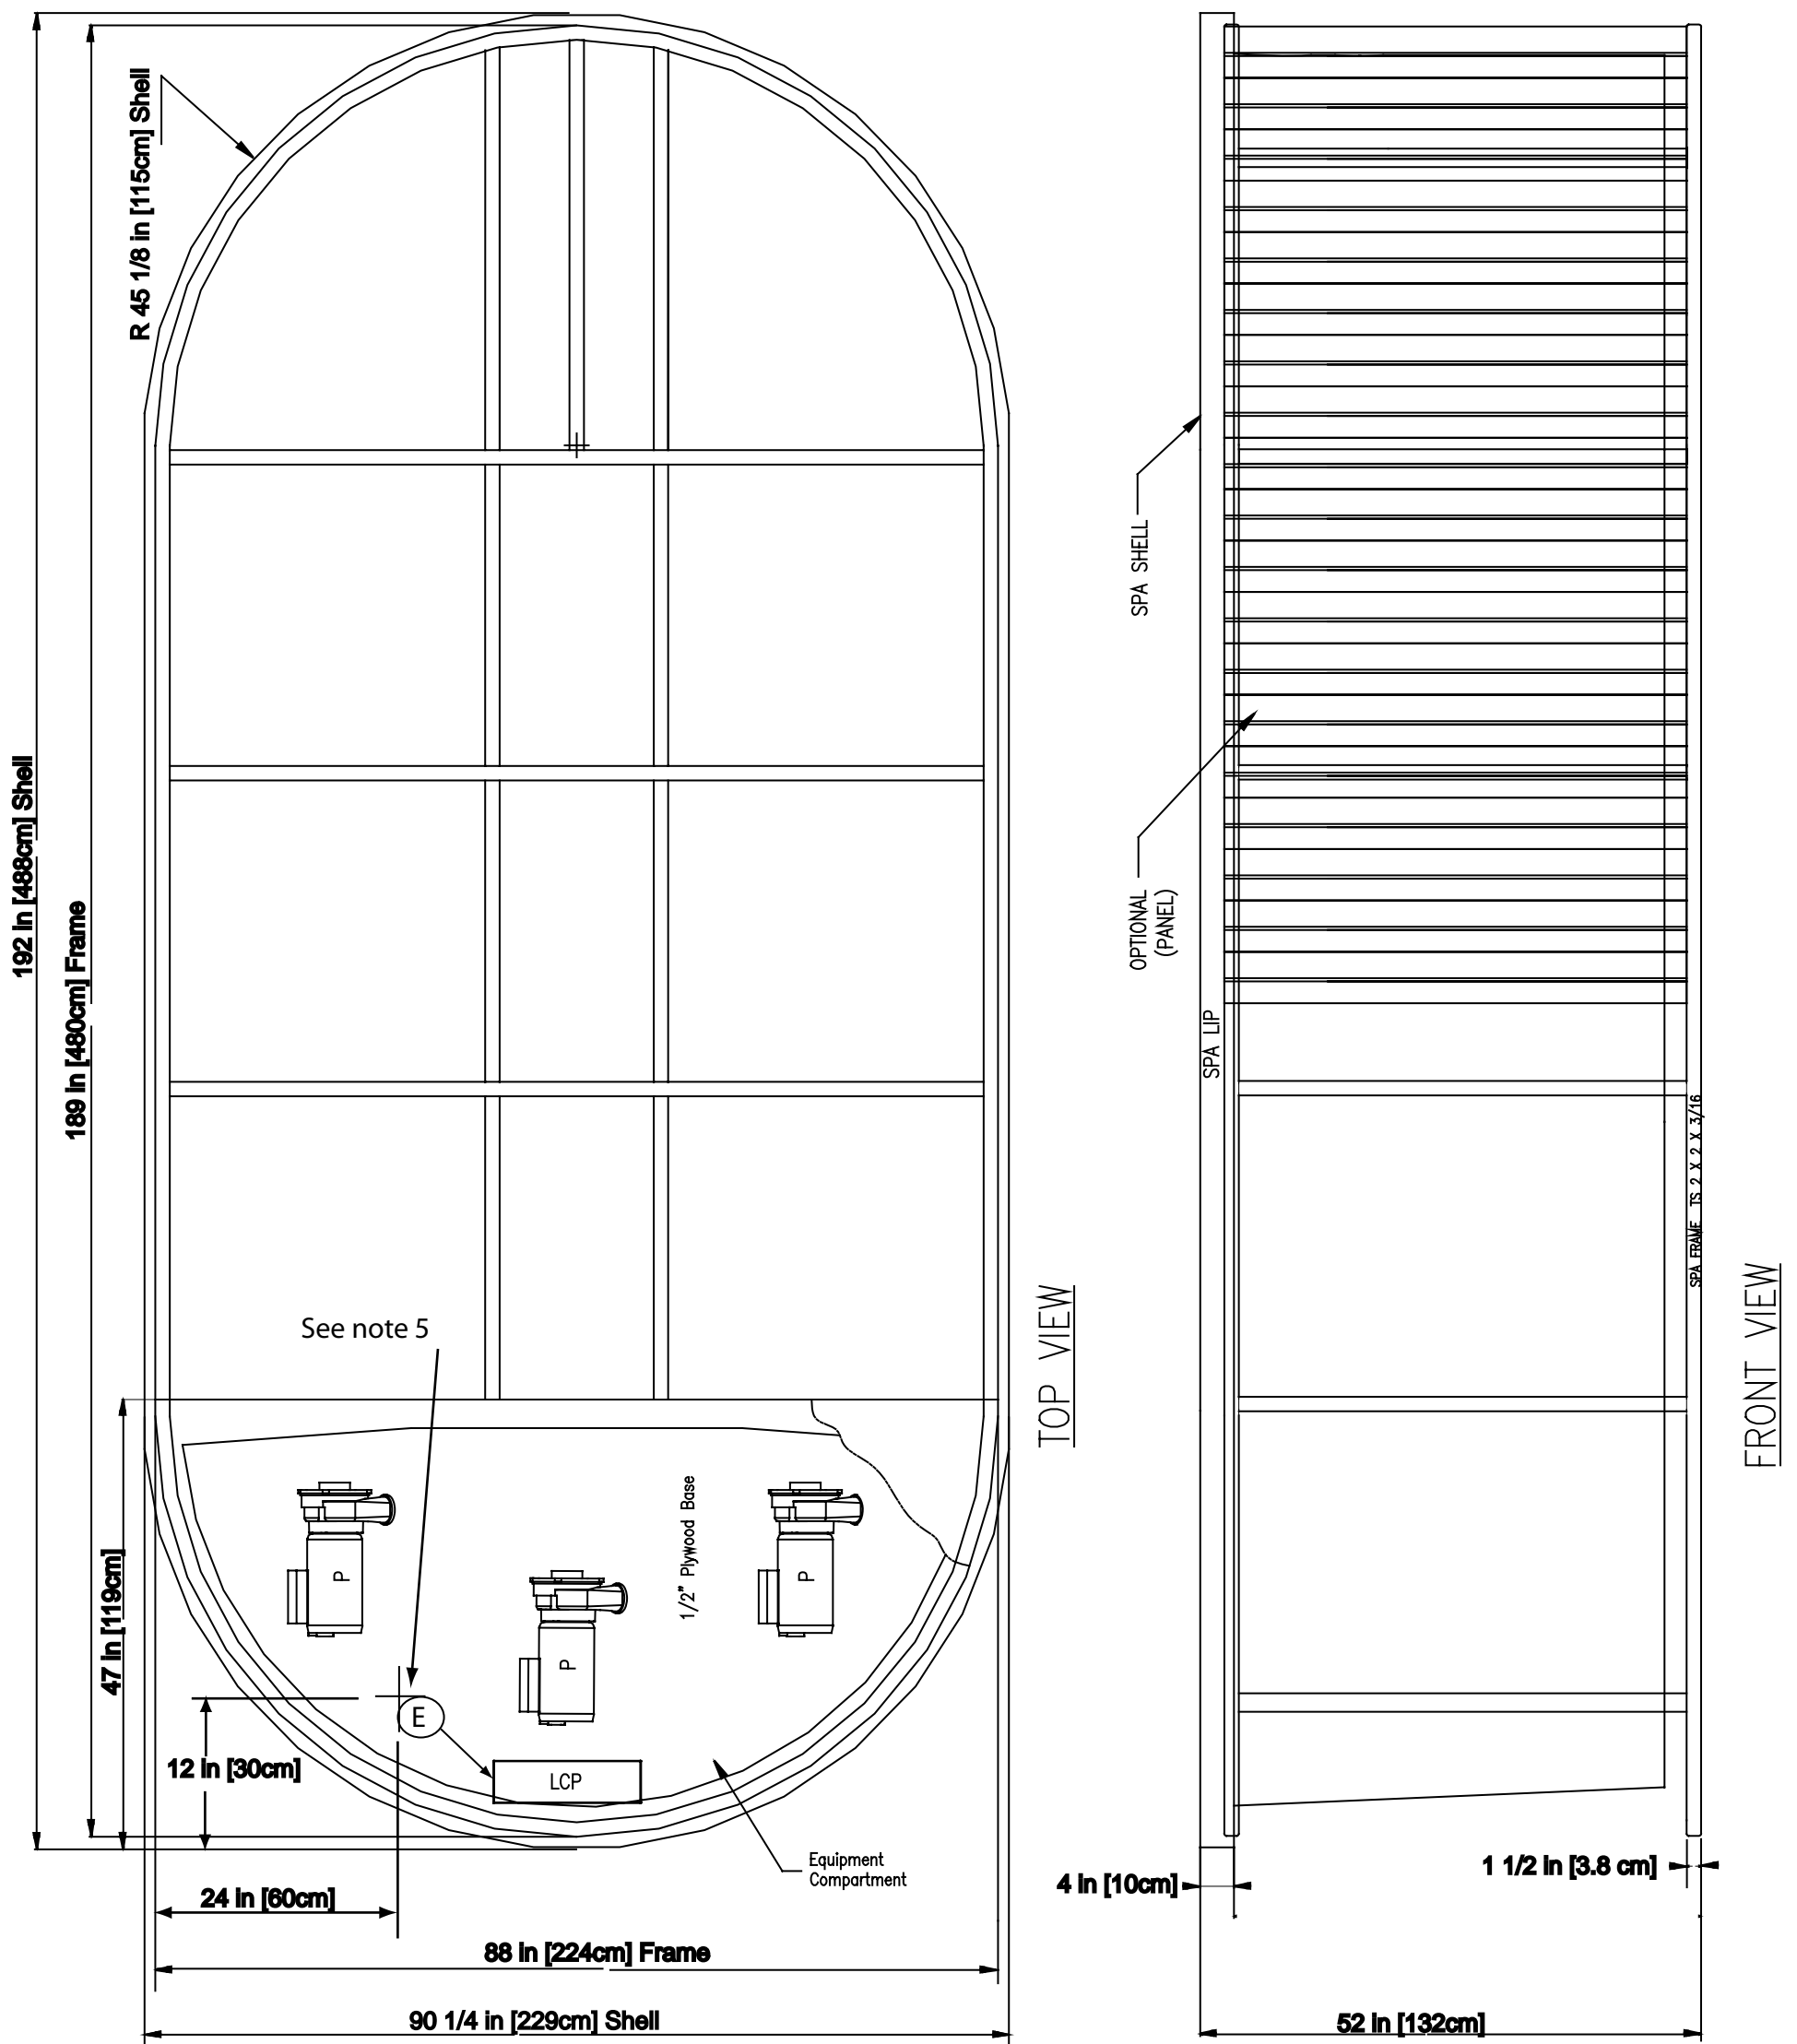 R 45 1/8 in [115cm] Shell
192 in [488cm] Shell
189 in [480cm] Frame
See note 5
47 in [119cm]
12 in [30cm]
24 in [60cm]
88 in [224cm] Frame
90 1/4 in [229cm] Shell
P
P
P
1/2" Plywood Base
E
LCP
Equipment
Compartment
TOP VIEW
SPA SHELL
OPTIONAL
(PANEL)
SPA LIP
SPA FRAME TS 2 X 2 X 3/16
4 in [10cm]
1 1/2 in [3.8 cm]
52 in [132cm]
FRONT VIEW